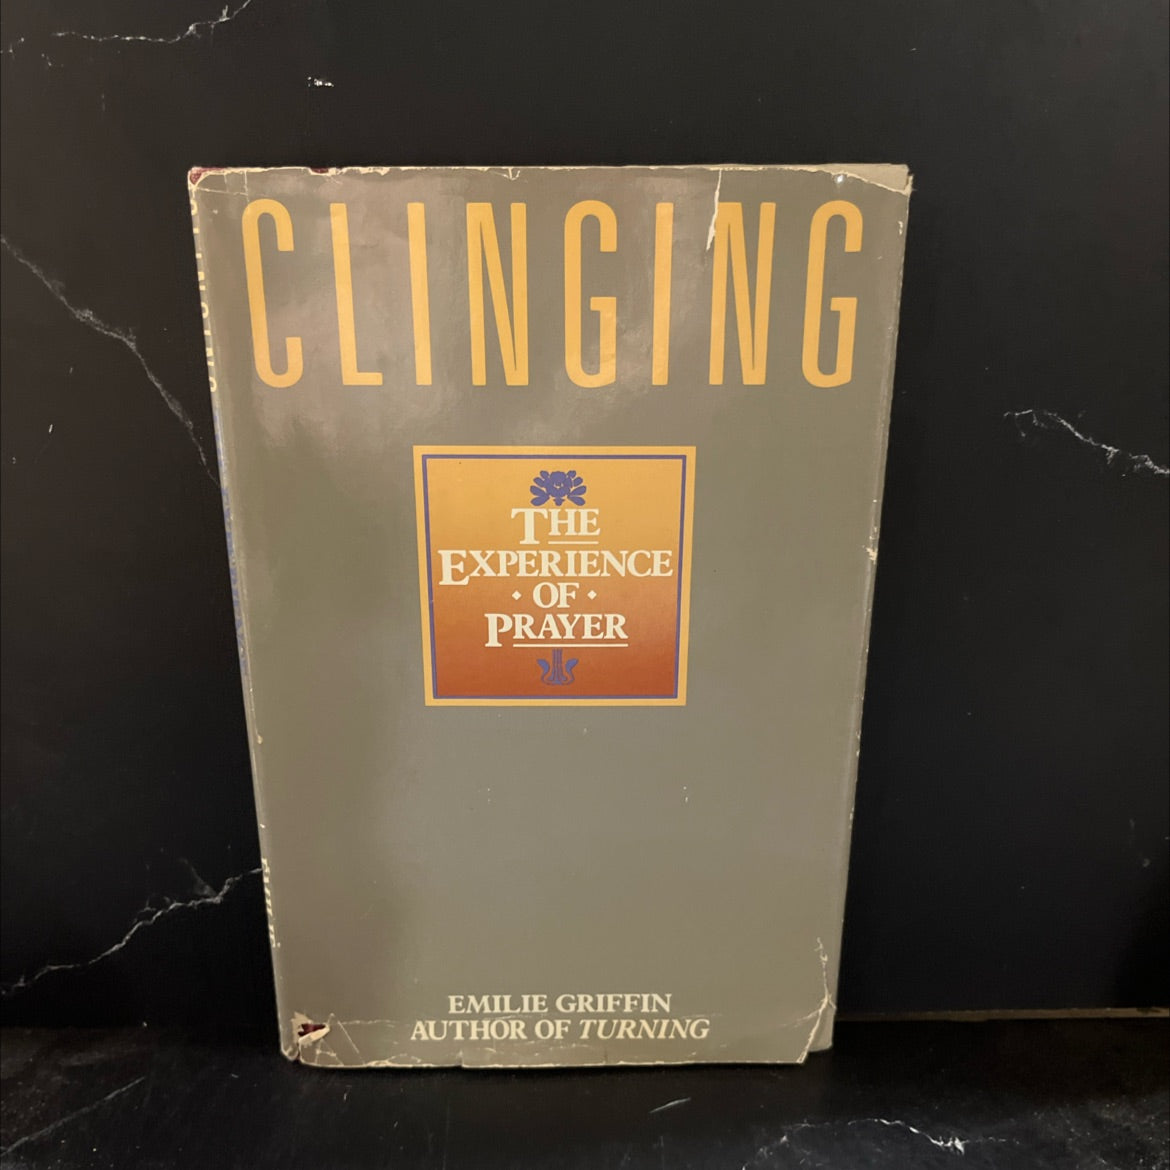 CLINGING
THE
EXPERIENCE
• OF •
PRAYER
EMILIE GRIFFIN
AUTHOR OF TURNING